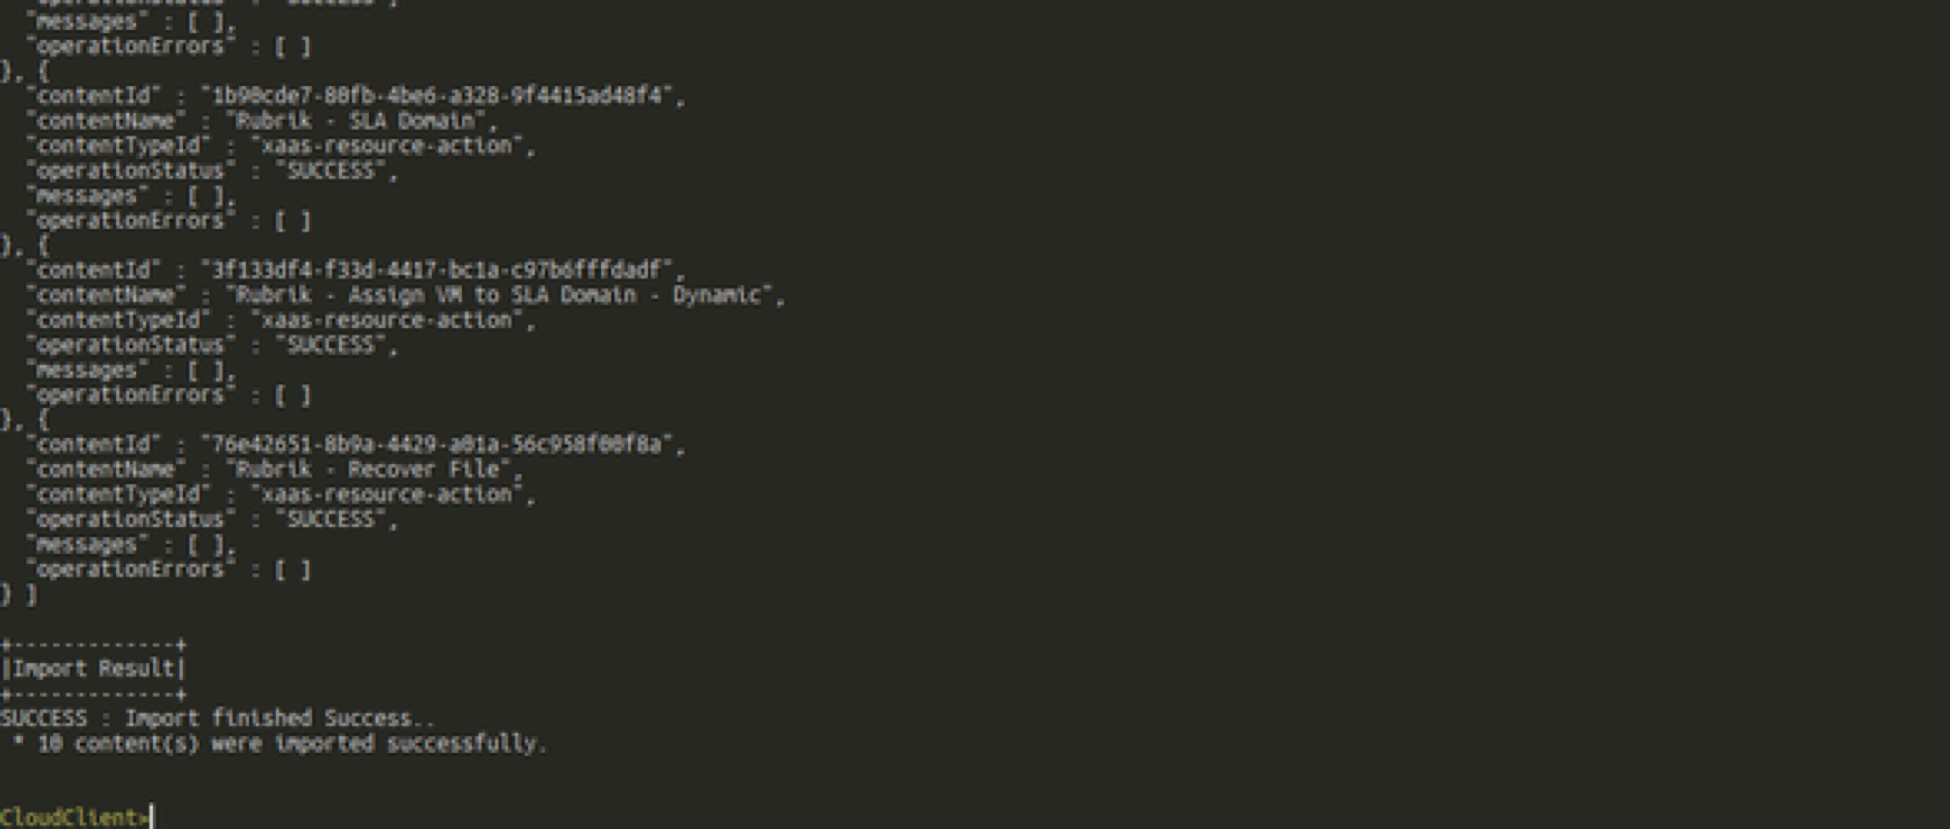 "operationStatus" : "SUCCESS",
"messages" : [ ],
"operationErrors" : [ ]
}, {
"contentId" : "1b90cde7-80fb-4be6-a328-9f4415ad48f4",
"contentName" : "Rubrik - SLA Domain",
"contentTypeId" : "xaas-resource-action",
"operationStatus" : "SUCCESS",
"messages" : [ ],
"operationErrors" : [ ]
}, {
"contentId" : "3f133df4-f33d-4417-bc1a-c97b6fffdadf",
"contentName" : "Rubrik - Assign VM to SLA Domain - Dynamic",
"contentTypeId" : "xaas-resource-action",
"operationStatus" : "SUCCESS",
"messages" : [ ],
"operationErrors" : [ ]
}, {
"contentId" : "76e42651-8b9a-4429-a01a-56c958f00f8a",
"contentName" : "Rubrik - Recover File",
"contentTypeId" : "xaas-resource-action",
"operationStatus" : "SUCCESS",
"messages" : [ ],
"operationErrors" : [ ]
} ]
+-------------+
|Import Result|
+-------------+
SUCCESS : Import finished Success..
* 10 content(s) were imported successfully.
CloudClient>